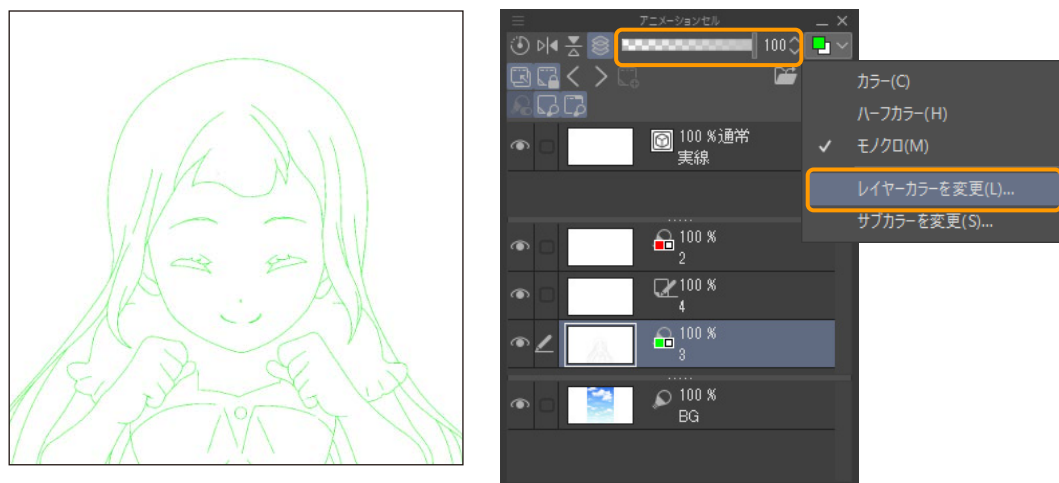 アニメーションセル
100
カラー(C)
ハーフカラー(H)
モノクロ(M)
レイヤーカラーを変更(L)...
サブカラーを変更(S)...
100 %通常
実線
100 %
2
100 %
4
100 %
3
100 %
BG